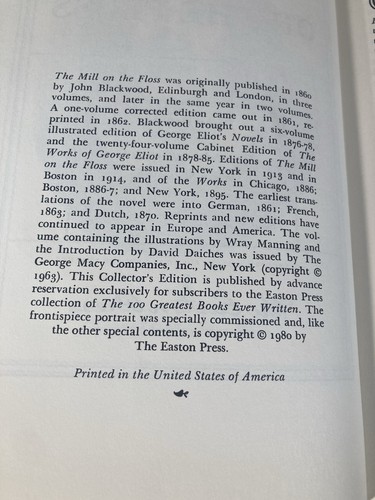 The Mill on the Floss was originally published in 1860
by John Blackwood, Edinburgh and London, in three
volumes, and later in the same year in two volumes.
A one-volume corrected edition came out in 1861, re-
printed in 1862. Blackwood brought out a six-volume
illustrated edition of George Eliot's Novels in 1876-78,
and the twenty-four-volume Cabinet Edition of The
Works of George Eliot in 1878-85. Editions of The Mill
on the Floss were issued in New York in 1913 and in
Boston in 1914, and of the Works in Chicago, 1886;
Boston, 1886-7; and New York, 1895. The earliest trans-
lations of the novel were into German, 1861; French,
1863; and Dutch, 1870. Reprints and new editions have
continued to appear in Europe and America. The vol-
ume containing the illustrations by Wray Manning and
the Introduction by David Daiches was issued by The
George Macy Companies, Inc., New York (copyright ©
1963). This Collector's Edition is published by advance
reservation exclusively for subscribers to the Easton Press
collection of The 100 Greatest Books Ever Written. The
frontispiece portrait was specially commissioned and, like
the other special contents, is copyright © 1980 by
The Easton Press.
Printed in the United States of America